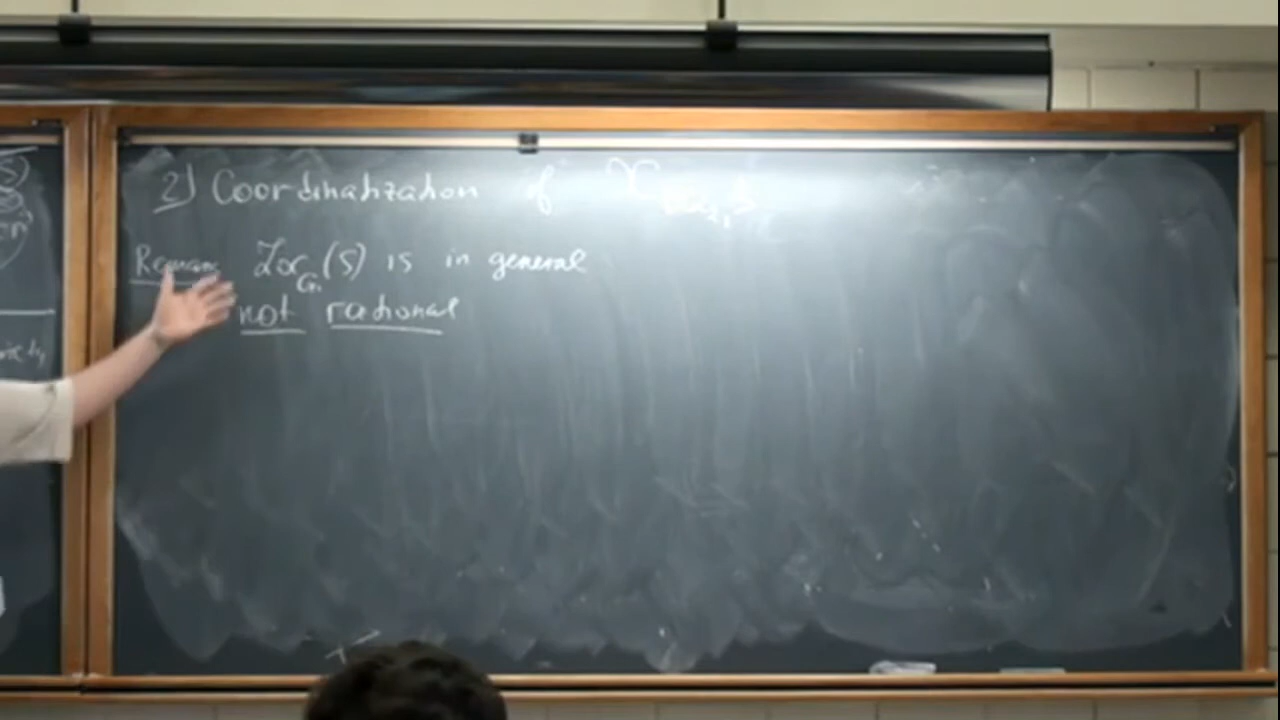 2) Coordinatization of X
Remark Loc_G(S) is in general
not rational